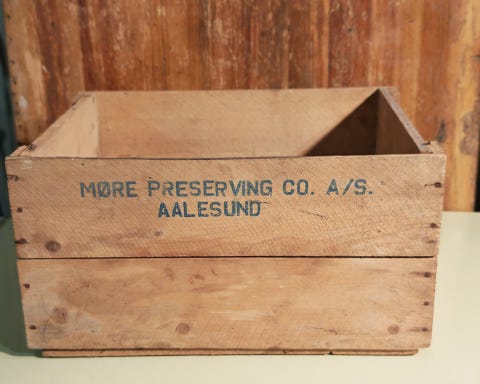 MØRE PRESERVING CO. A/S.
AALESUND